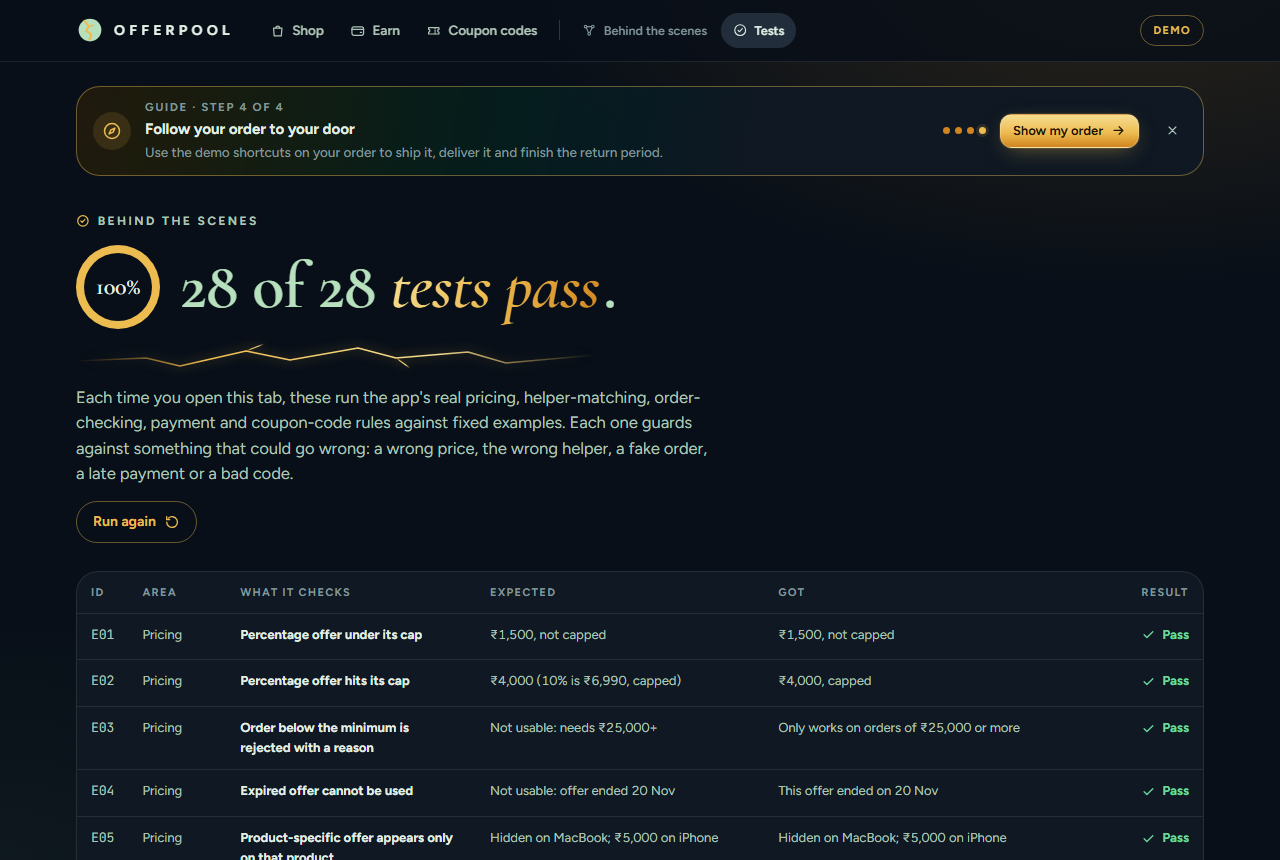 OFFERPOOL Shop Earn Coupon codes Behind the scenes Tests DEMO
GUIDE · STEP 4 OF 4
Follow your order to your door
Use the demo shortcuts on your order to ship it, deliver it and finish the return period.
Show my order
BEHIND THE SCENES
100%
28 of 28 tests pass.
Each time you open this tab, these run the app's real pricing, helper-matching, order-
checking, payment and coupon-code rules against fixed examples. Each one guards
against something that could go wrong: a wrong price, the wrong helper, a fake order,
a late payment or a bad code.
Run again
ID AREA WHAT IT CHECKS EXPECTED GOT RESULT
E01 Pricing Percentage offer under its cap ₹1,500, not capped ₹1,500, not capped Pass
E02 Pricing Percentage offer hits its cap ₹4,000 (10% is ₹6,990, capped) ₹4,000, capped Pass
E03 Pricing Order below the minimum is Not usable: needs ₹25,000+ Only works on orders of ₹25,000 or more Pass
rejected with a reason
E04 Pricing Expired offer cannot be used Not usable: offer ended 20 Nov This offer ended on 20 Nov Pass
E05 Pricing Product-specific offer appears only Hidden on MacBook; ₹5,000 on iPhone Hidden on MacBook; ₹5,000 on iPhone Pass
on that product